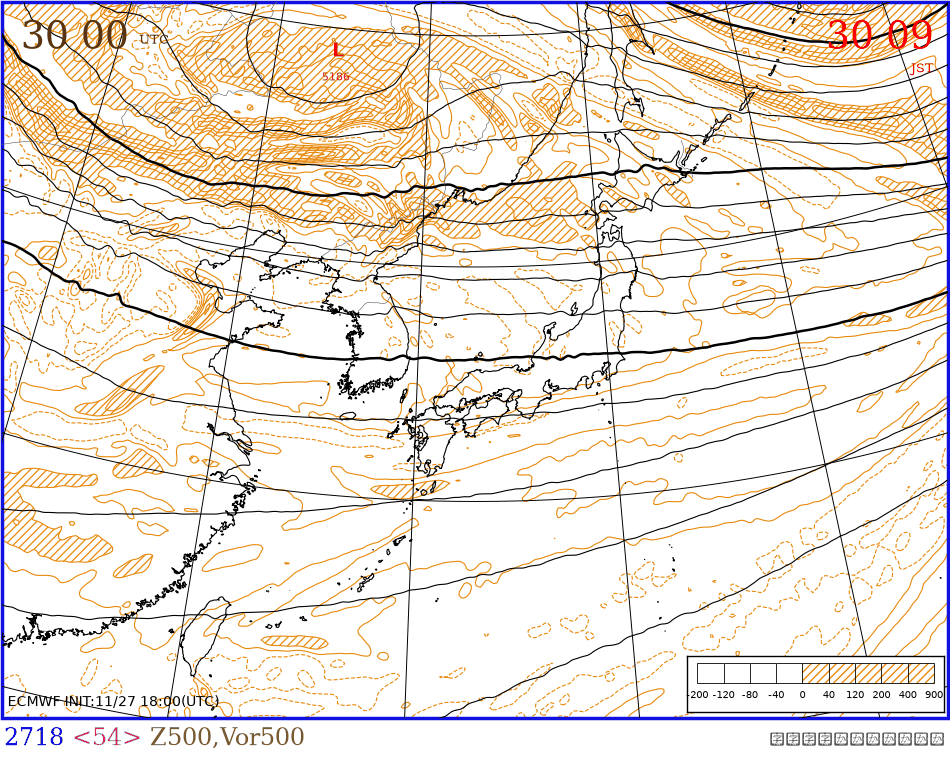 30 00 UTC
30 09
JST
L
5186
-200 -120 -80 -40 0 40 120 200 400 900
ECMWF INIT:11/27 18:00(UTC)
2718 <54> Z500,Vor500